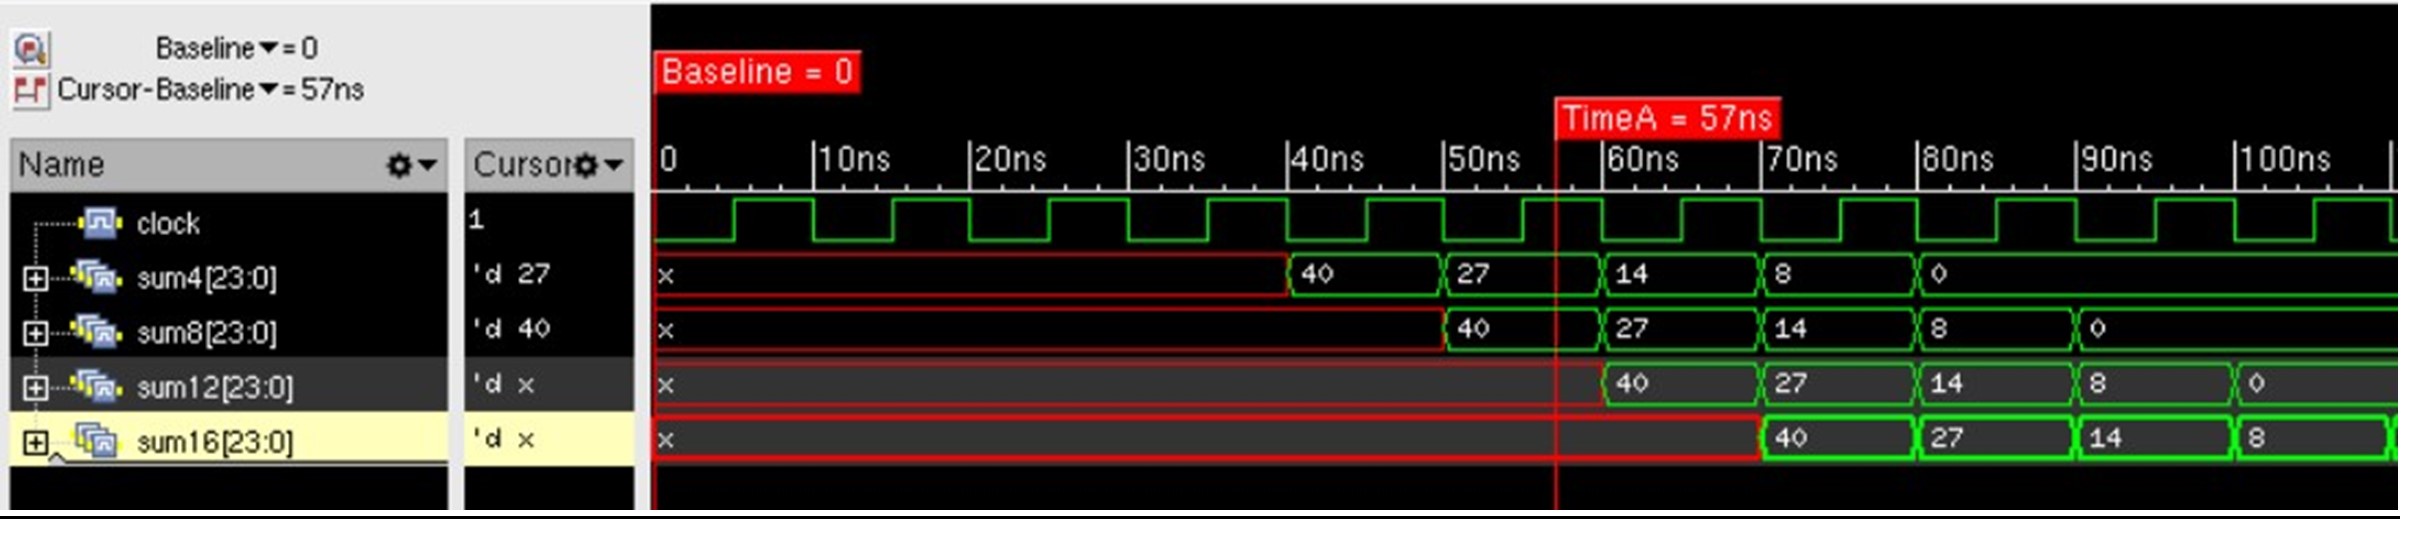 Baseline▾= 0
Cursor-Baseline▾= 57ns
Baseline = 0
TimeA = 57ns
Name Cursor 0 10ns 20ns 30ns 40ns 50ns 60ns 70ns 80ns 90ns 100ns
clock 1
sum4[23:0] 'd 27 x 40 27 14 8 0
sum8[23:0] 'd 40 x 40 27 14 8 0
sum12[23:0] 'd x x 40 27 14 8 0
sum16[23:0] 'd x x 40 27 14 8